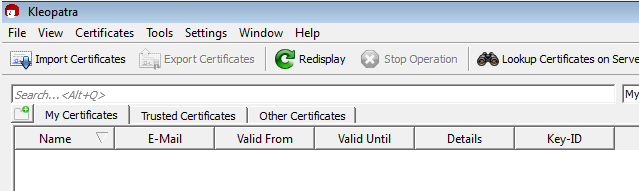 Kleopatra
File View Certificates Tools Settings Window Help
Import Certificates Export Certificates Redisplay Stop Operation Lookup Certificates on Serve
Search...<Alt+Q> My
My Certificates Trusted Certificates Other Certificates
Name E-Mail Valid From Valid Until Details Key-ID